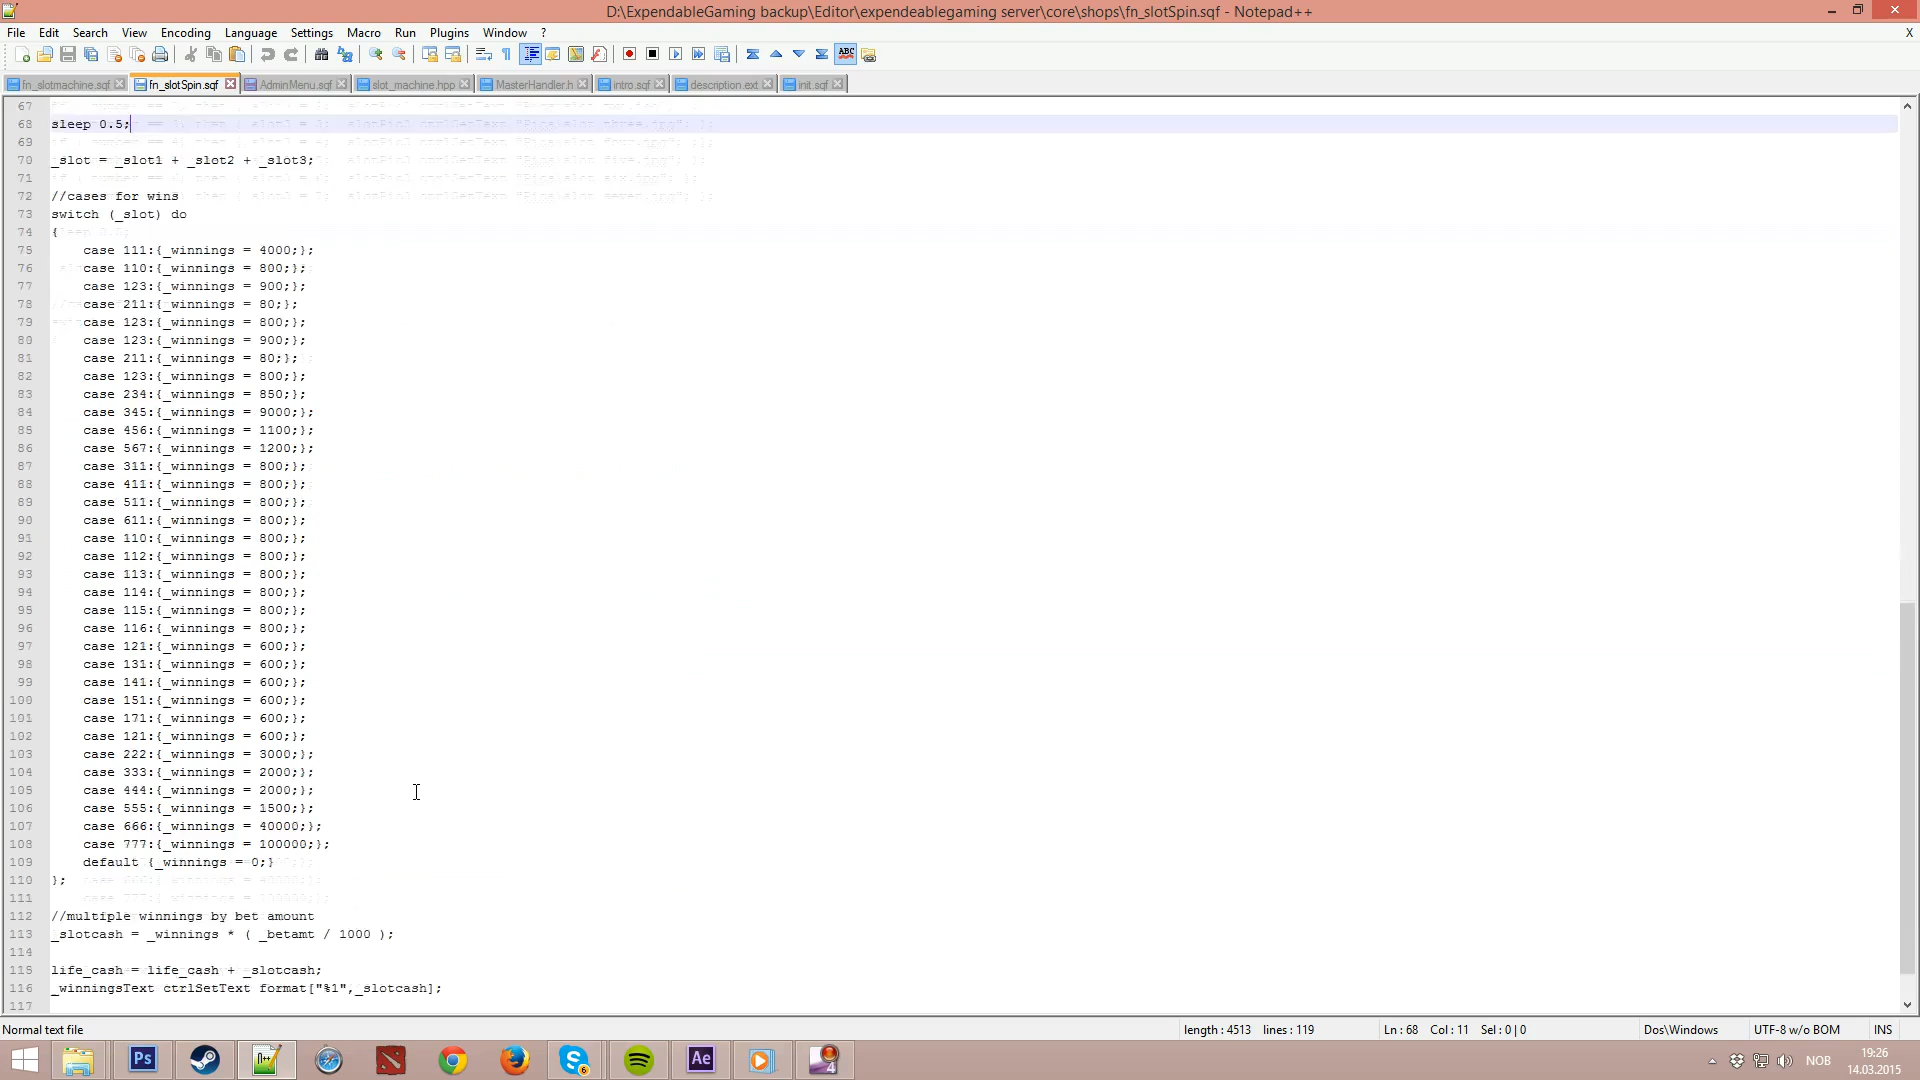 D:\ExpendableGaming backup\Editor\expendeablegaming server\core\shops\fn_slotSpin.sqf - Notepad++
File Edit Search View Encoding Language Settings Macro Run Plugins Window ? X
fn_slotmachine.sqf fn_slotSpin.sqf AdminMenu.sqf slot_machine.hpp MasterHandler.h intro.sqf description.ext init.sqf
67
68 sleep 0.5;
69
70 _slot = _slot1 + _slot2 + _slot3;
71
72 //cases for wins
73 switch (_slot) do
74 {
75 case 111:{_winnings = 4000;};
76 case 110:{_winnings = 800;};
77 case 123:{_winnings = 900;};
78 case 211:{_winnings = 80;};
79 case 123:{_winnings = 800;};
80 case 123:{_winnings = 900;};
81 case 211:{_winnings = 80;};
82 case 123:{_winnings = 800;};
83 case 234:{_winnings = 850;};
84 case 345:{_winnings = 9000;};
85 case 456:{_winnings = 1100;};
86 case 567:{_winnings = 1200;};
87 case 311:{_winnings = 800;};
88 case 411:{_winnings = 800;};
89 case 511:{_winnings = 800;};
90 case 611:{_winnings = 800;};
91 case 110:{_winnings = 800;};
92 case 112:{_winnings = 800;};
93 case 113:{_winnings = 800;};
94 case 114:{_winnings = 800;};
95 case 115:{_winnings = 800;};
96 case 116:{_winnings = 800;};
97 case 121:{_winnings = 600;};
98 case 131:{_winnings = 600;};
99 case 141:{_winnings = 600;};
100 case 151:{_winnings = 600;};
101 case 171:{_winnings = 600;};
102 case 121:{_winnings = 600;};
103 case 222:{_winnings = 3000;};
104 case 333:{_winnings = 2000;};
105 case 444:{_winnings = 2000;};
106 case 555:{_winnings = 1500;};
107 case 666:{_winnings = 40000;};
108 case 777:{_winnings = 100000;};
109 default {_winnings = 0;}
110 };
111
112 //multiple winnings by bet amount
113 _slotcash = _winnings * ( _betamt / 1000 );
114
115 life_cash = life_cash + _slotcash;
116 _winningsText ctrlSetText format["%1",_slotcash];
117
Normal text file length : 4513 lines : 119 Ln : 68 Col : 11 Sel : 0 | 0 Dos\Windows UTF-8 w/o BOM INS
Ps Ae NOB 19:26
14.03.2015